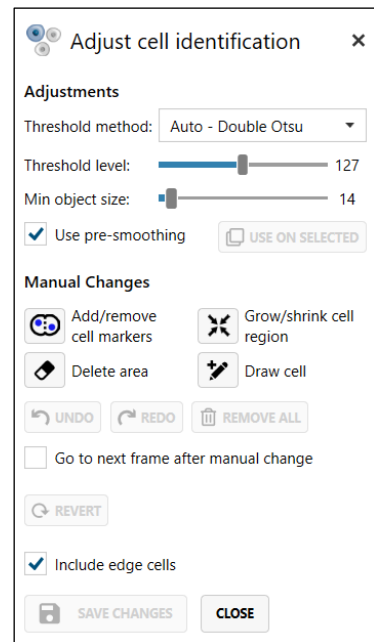 Adjust cell identification
Adjustments
Threshold method: Auto - Double Otsu
Threshold level: 127
Min object size: 14
Use pre-smoothing USE ON SELECTED
Manual Changes
Add/remove
cell markers
Grow/shrink cell
region
Delete area Draw cell
UNDO REDO REMOVE ALL
Go to next frame after manual change
REVERT
Include edge cells
SAVE CHANGES CLOSE